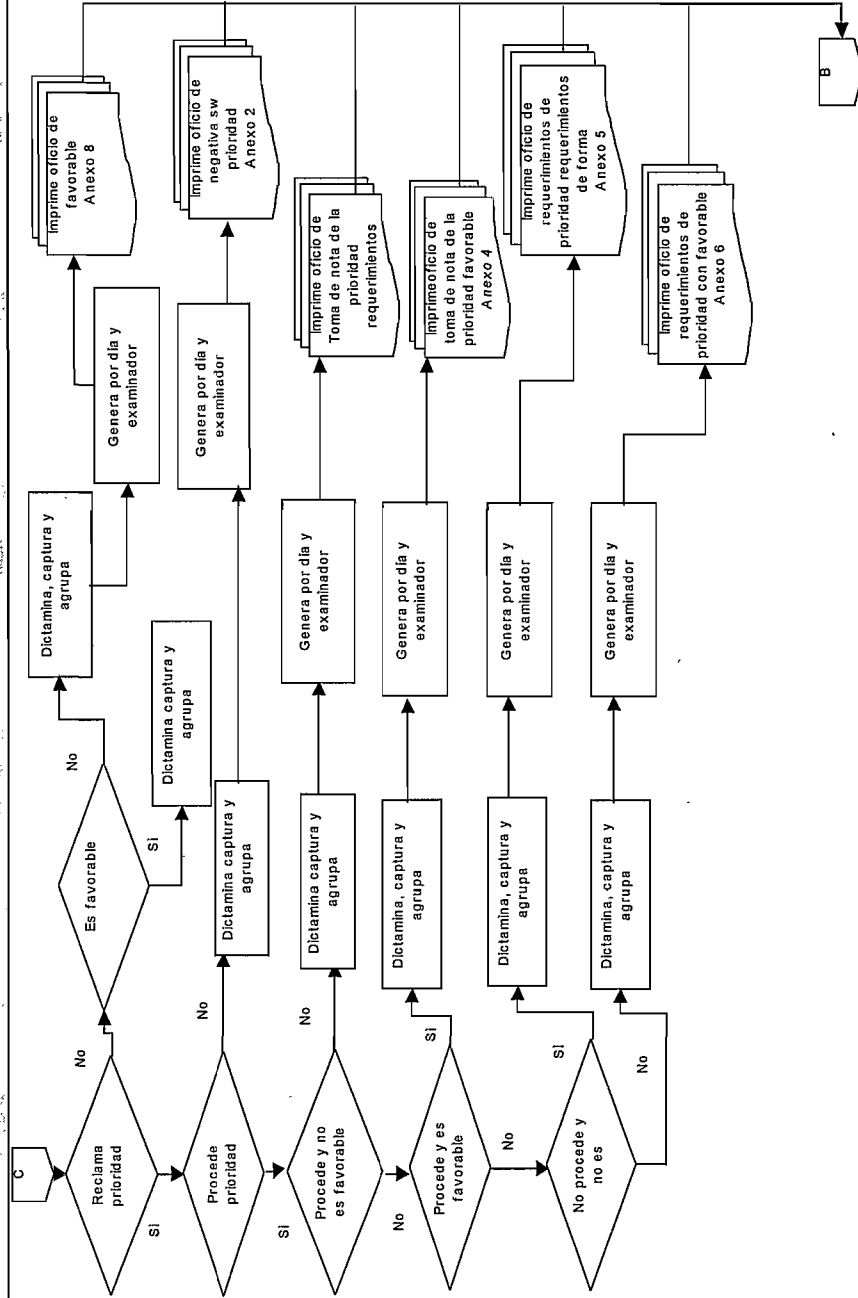 C
Reclama
prioridad
No
Sì
Es favorable
No
Sì
Dictamina, captura y
agrupa
Genera por día y
examinador
Imprime oficio de
favorable
Anexo 8
Dictamina captura y
agrupa
Procede
prioridad
No
Sì
Dictamina captura y
agrupa
Genera por día y
examinador
Imprime oficio de
negativa sw
prioridad
Anexo 2
Procede y no
es favorable
No
No
Dictamina captura y
agrupa
Genera por día y
examinador
Imprime oficio de
Toma de nota de la
prioridad
requerimientos
Procede y es
favorable
Sì
No
Dictamina, captura y
agrupa
Genera por día y
examinador
Imprimeoficio de
toma de nota de la
prioridad favorable
Anexo 4
No procede y
no es
Sì
No
Dictamina, captura y
agrupa
Genera por día y
examinador
Imprime oficio de
requerimientos de
prioridad requerimientos
de forma
Anexo 5
Dictamina, captura y
agrupa
Genera por día y
examinador
Imprime oficio de
requerimientos de
prioridad con favorable
Anexo 6
B